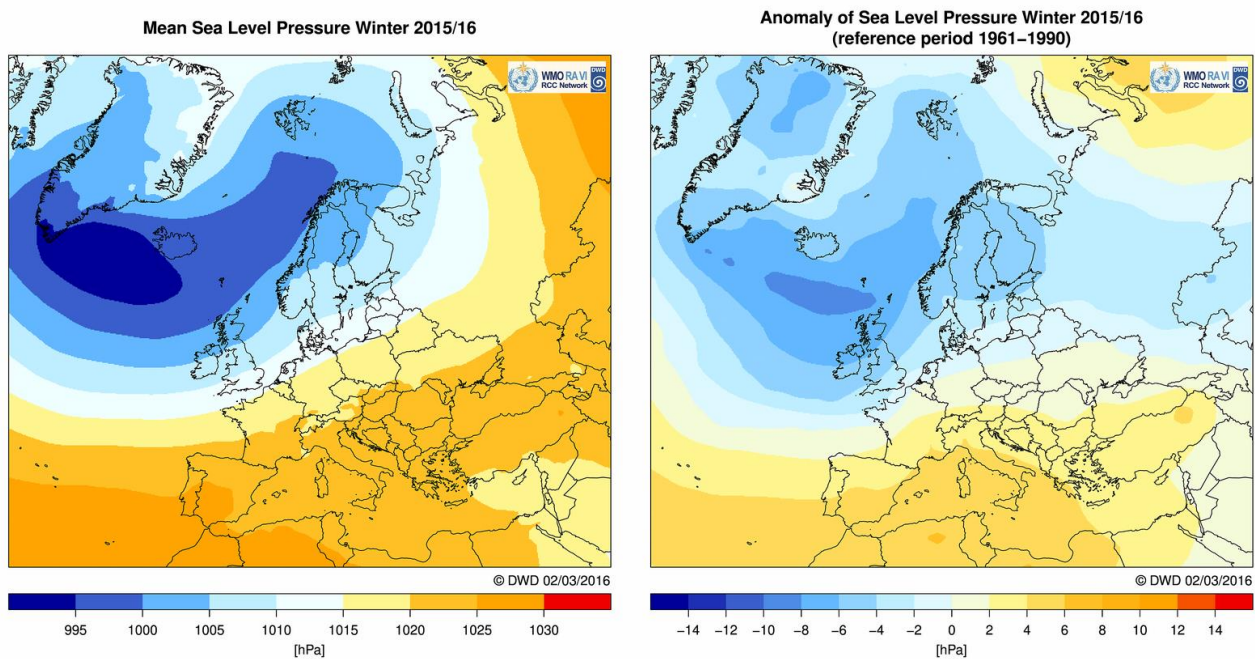 Mean Sea Level Pressure Winter 2015/16
WMO RA VI
RCC Network
DWD
© DWD 02/03/2016
995 1000 1005 1010 1015 1020 1025 1030
[hPa]
Anomaly of Sea Level Pressure Winter 2015/16
(reference period 1961−1990)
WMO RA VI
RCC Network
DWD
© DWD 02/03/2016
−14 −12 −10 −8 −6 −4 −2 0 2 4 6 8 10 12 14
[hPa]